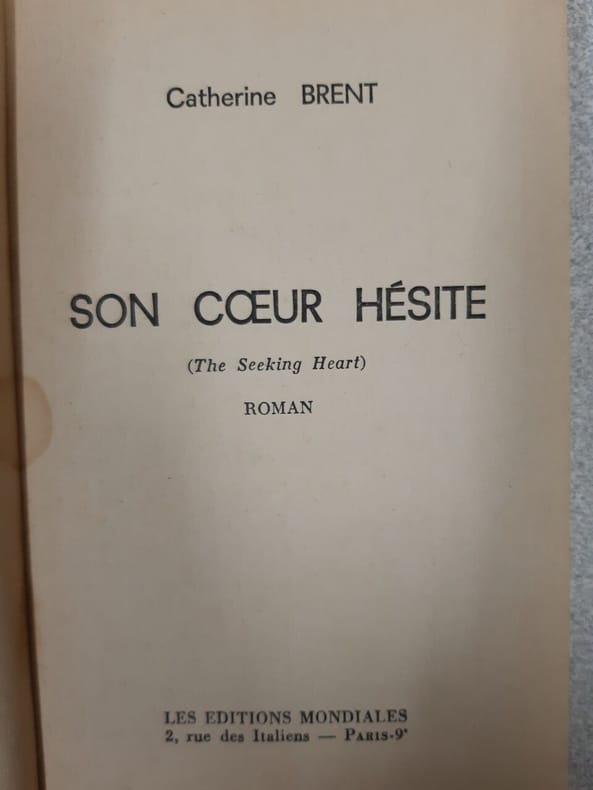 Catherine BRENT
SON CŒUR HÉSITE
(The Seeking Heart)
ROMAN
LES EDITIONS MONDIALES
2, rue des Italiens — PARIS-9ᵉ